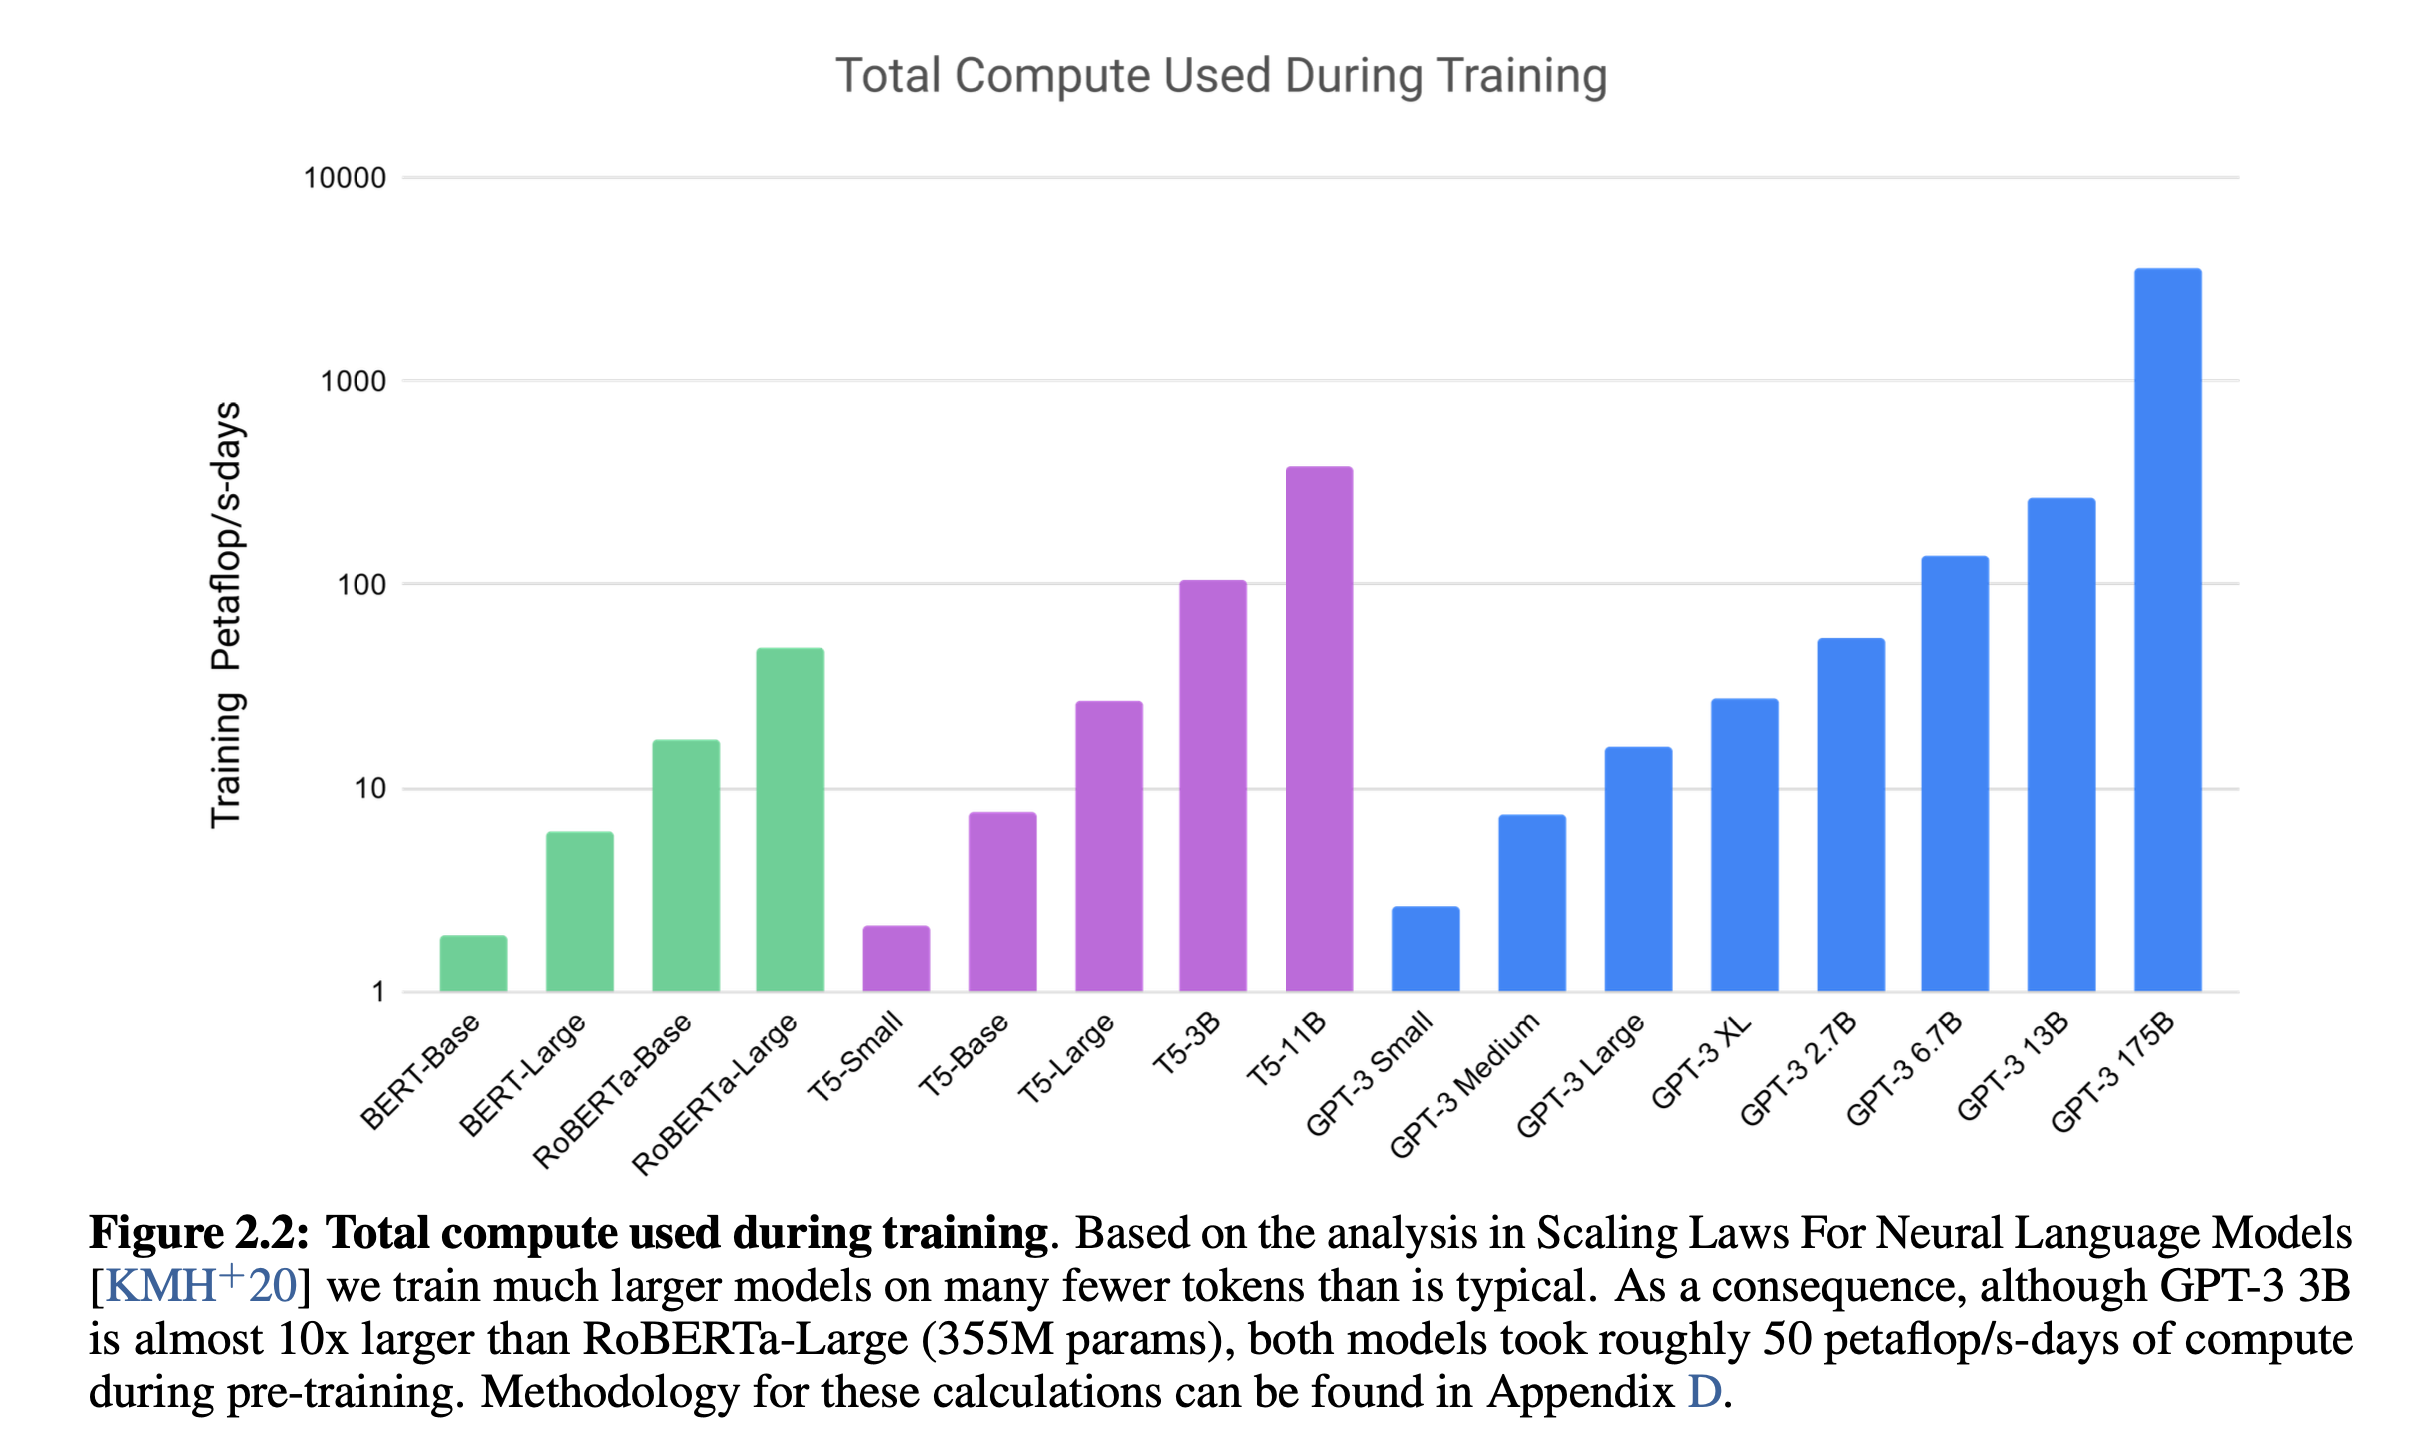 Total Compute Used During Training
10000
1000
100
10
1
Training Petaflop/s-days
BERT-Base
BERT-Large
RoBERTa-Base
RoBERTa-Large
T5-Small
T5-Base
T5-Large
T5-3B
T5-11B
GPT-3 Small
GPT-3 Medium
GPT-3 Large
GPT-3 XL
GPT-3 2.7B
GPT-3 6.7B
GPT-3 13B
GPT-3 175B
Figure 2.2: Total compute used during training. Based on the analysis in Scaling Laws For Neural Language Models
[KMH+20] we train much larger models on many fewer tokens than is typical. As a consequence, although GPT-3 3B
is almost 10x larger than RoBERTa-Large (355M params), both models took roughly 50 petaflop/s-days of compute
during pre-training. Methodology for these calculations can be found in Appendix D.